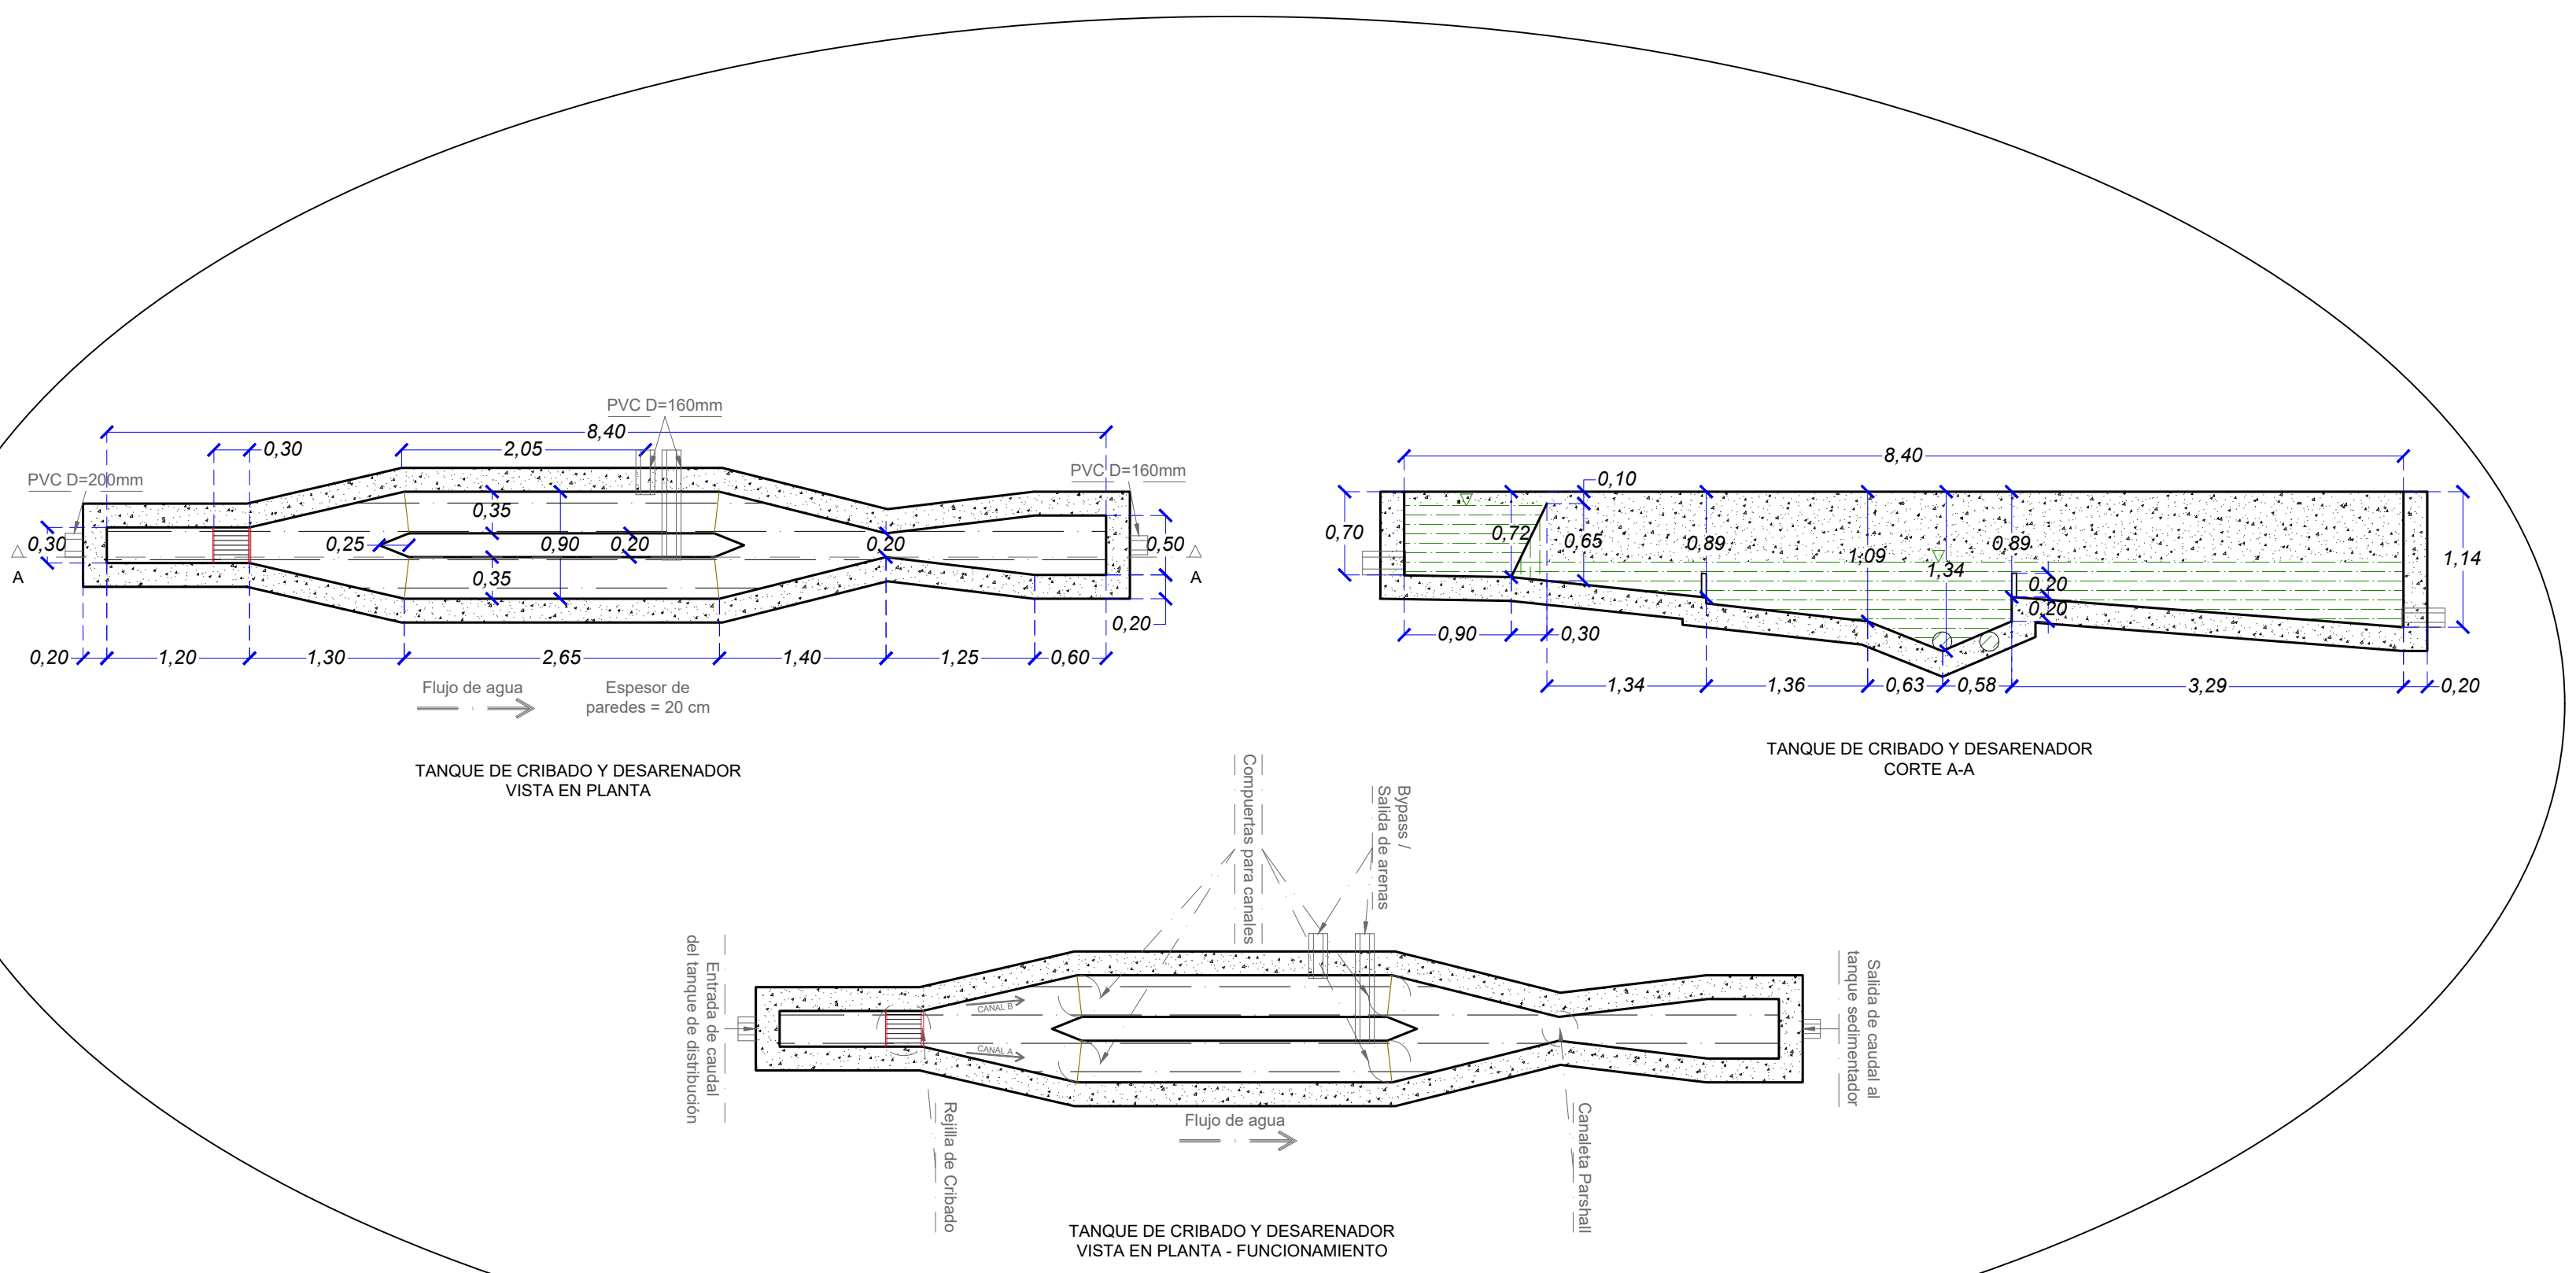 PVC D=160mm
8,40
0,30
2,05
PVC D=200mm
PVC D=160mm
0,35
0,30
0,25
0,90
0,20
0,20
0,50
A
A
0,35
0,20
0,20
1,20
1,30
2,65
1,40
1,25
0,60
Flujo de agua
Espesor de
paredes = 20 cm
TANQUE DE CRIBADO Y DESARENADOR
VISTA EN PLANTA
8,40
0,10
0,70
0,72
0,65
0,89
1,09
1,34
0,89
0,20
0,20
1,14
0,90
0,30
1,34
1,36
0,63
0,58
3,29
0,20
TANQUE DE CRIBADO Y DESARENADOR
CORTE A-A
Compuertas para canales
Bypass /
Salida de arenas
Entrada de caudal
del tanque de distribución
CANAL B
CANAL A
Salida de caudal al
tanque sedimentador
Rejilla de Cribado
Flujo de agua
Canaleta Parshall
TANQUE DE CRIBADO Y DESARENADOR
VISTA EN PLANTA - FUNCIONAMIENTO